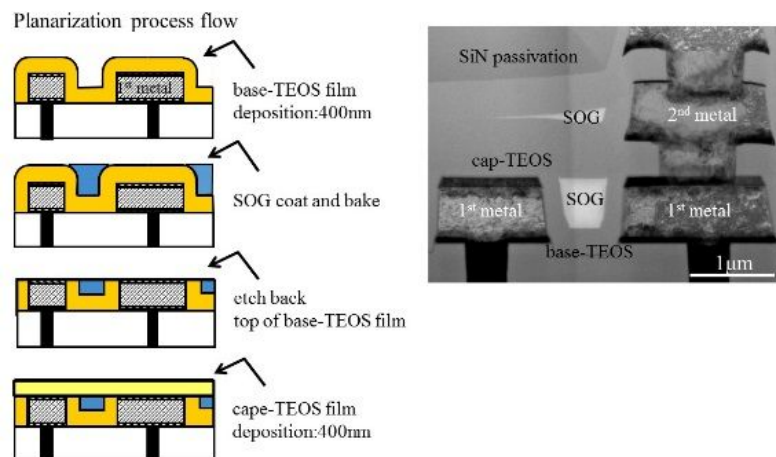 Planarization process flow
1st metal
base-TEOS film
deposition:400nm
SOG coat and bake
etch back
top of base-TEOS film
cape-TEOS film
deposition:400nm
SiN passivation
SOG
2nd metal
cap-TEOS
SOG
1st metal
1st metal
base-TEOS
1μm